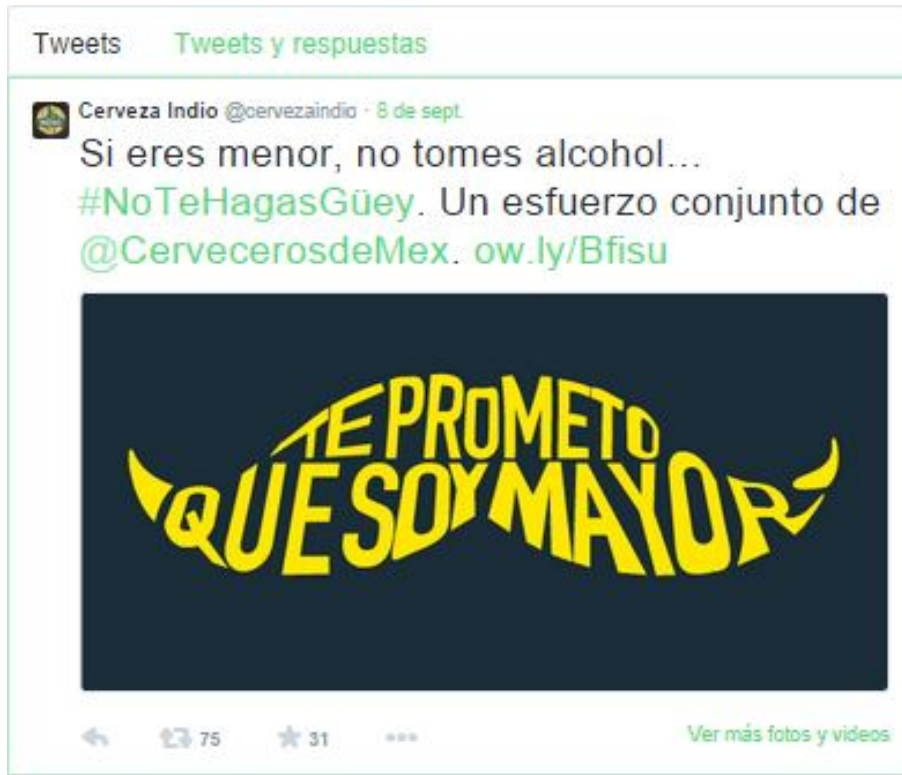 Tweets Tweets y respuestas
Cerveza Indio @cervezaindio · 8 de sept.
Si eres menor, no tomes alcohol...
#NoTeHagasGüey. Un esfuerzo conjunto de
@CervecerosdeMex. ow.ly/Bfisu
TE PROMETO
QUE SOY MAYOR
75 31 Ver más fotos y videos